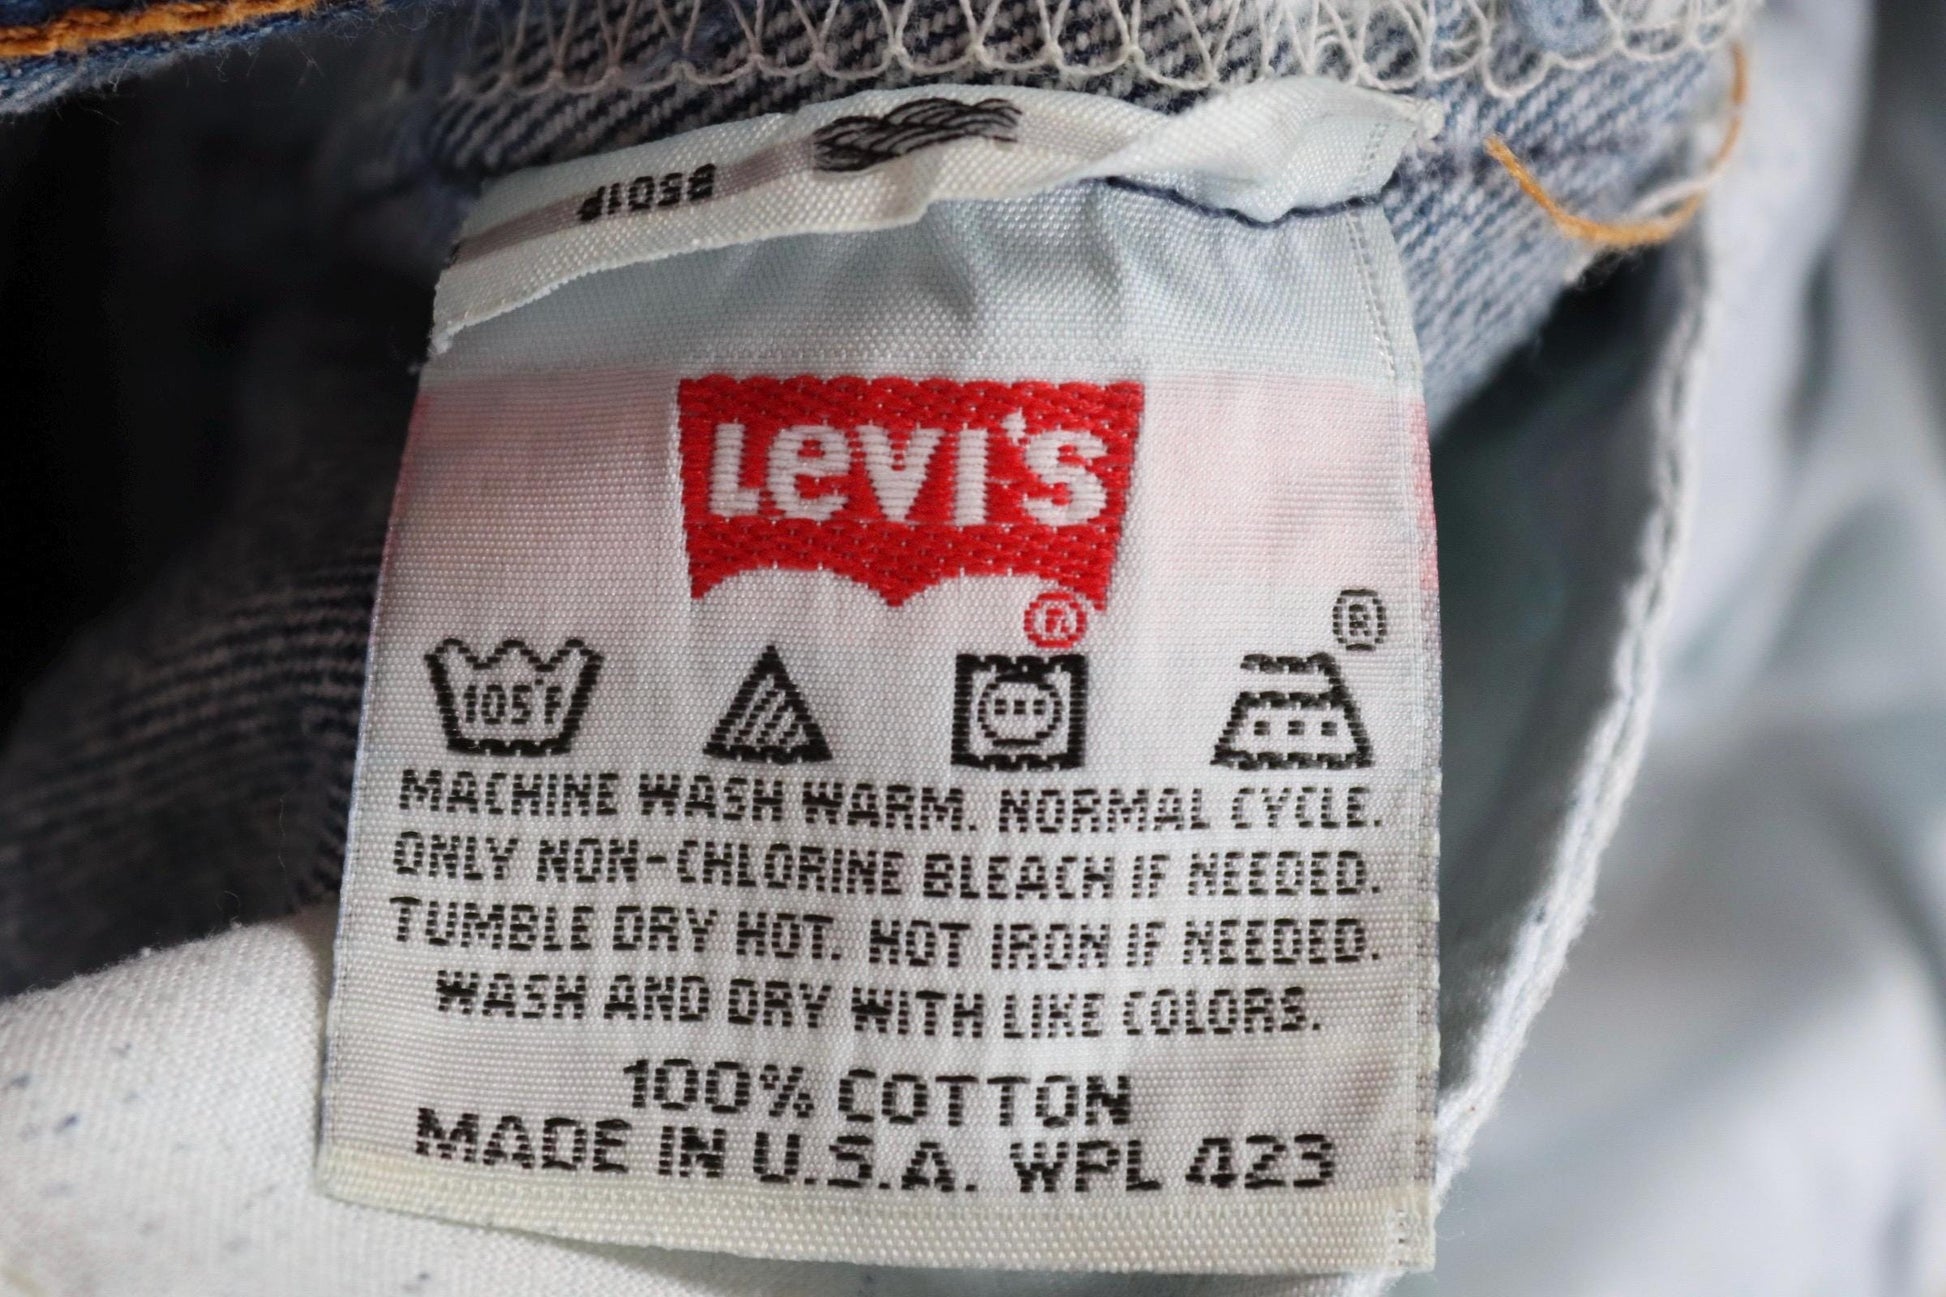 8501P
Levi's
®
®
105°F
MACHINE WASH WARM. NORMAL CYCLE.
ONLY NON-CHLORINE BLEACH IF NEEDED.
TUMBLE DRY HOT. HOT IRON IF NEEDED.
WASH AND DRY WITH LIKE COLORS.
100% COTTON
MADE IN U.S.A. WPL 423